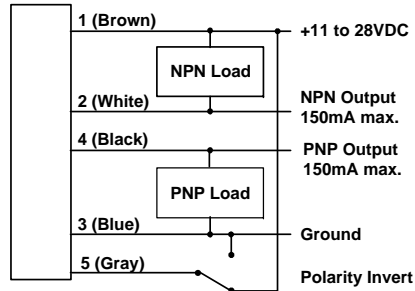 1 (Brown)
+11 to 28VDC
NPN Load
2 (White)
NPN Output
150mA max.
4 (Black)
PNP Output
150mA max.
PNP Load
3 (Blue)
Ground
5 (Gray)
Polarity Invert